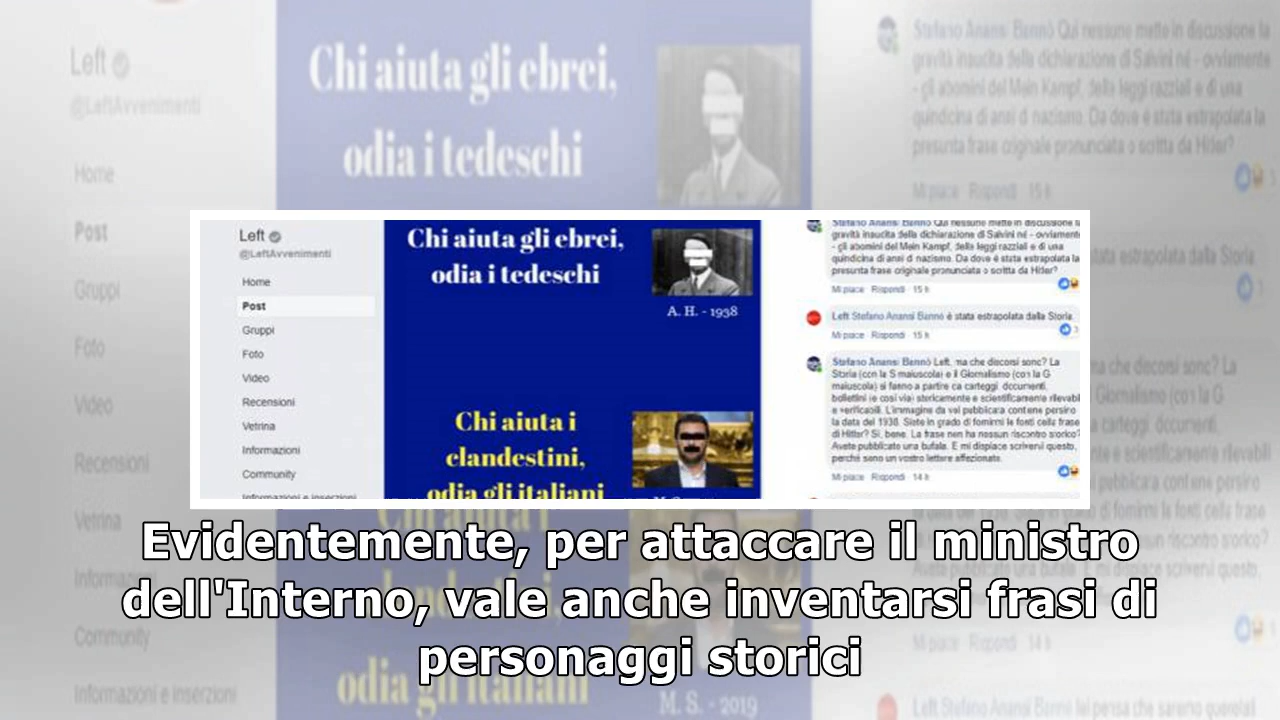 Left
@LeftAvvenimenti
Home
Post
Gruppi
Foto
Video
Recensioni
Vetrina
Informazioni
Community
Informazioni e inserzioni
Chi aiuta gli ebrei,
odia i tedeschi
A. H. - 1938
Chi aiuta i
clandestini,
odia gli italiani
M. S. - 2019
Stefano Anansi Bannò Qui nessuno mette in discussione la
gravità inaudita della dichiarazione di Salvini né - ovviamente
- gli abomini del Mein Kampf, della leggi razziali e di una
quindicina di anni di nazismo. Da dove è stata estrapolata la
presunta frase originale pronunciata o scritta da Hitler?
Mi piace Rispondi 15 h
Left Stefano Anansi Bannò è stata estrapolata dalla Storia
Mi piace Rispondi 15 h
Stefano Anansi Bannò Left, ma che discorsi sono? La
Storia (con la S maiuscola) e il Giornalismo (con la G
maiuscola) si fanno a partire da carteggi, documenti,
bollettini (e così via) storicamente e scientificamente rilevabili
e verificabili. L'immagine da voi pubblicata contiene persino
la data del 1938. Siete in grado di fornirmi le fonti della frase
di Hitler? Sì, bene. La frase non ha nessun riscontro storico?
Avete pubblicato una bufala. E mi dispiace scrivervi questo,
perché sono un vostro lettore affezionato.
Mi piace Rispondi 14 h
Evidentemente, per attaccare il ministro
dell'Interno, vale anche inventarsi frasi di
personaggi storici